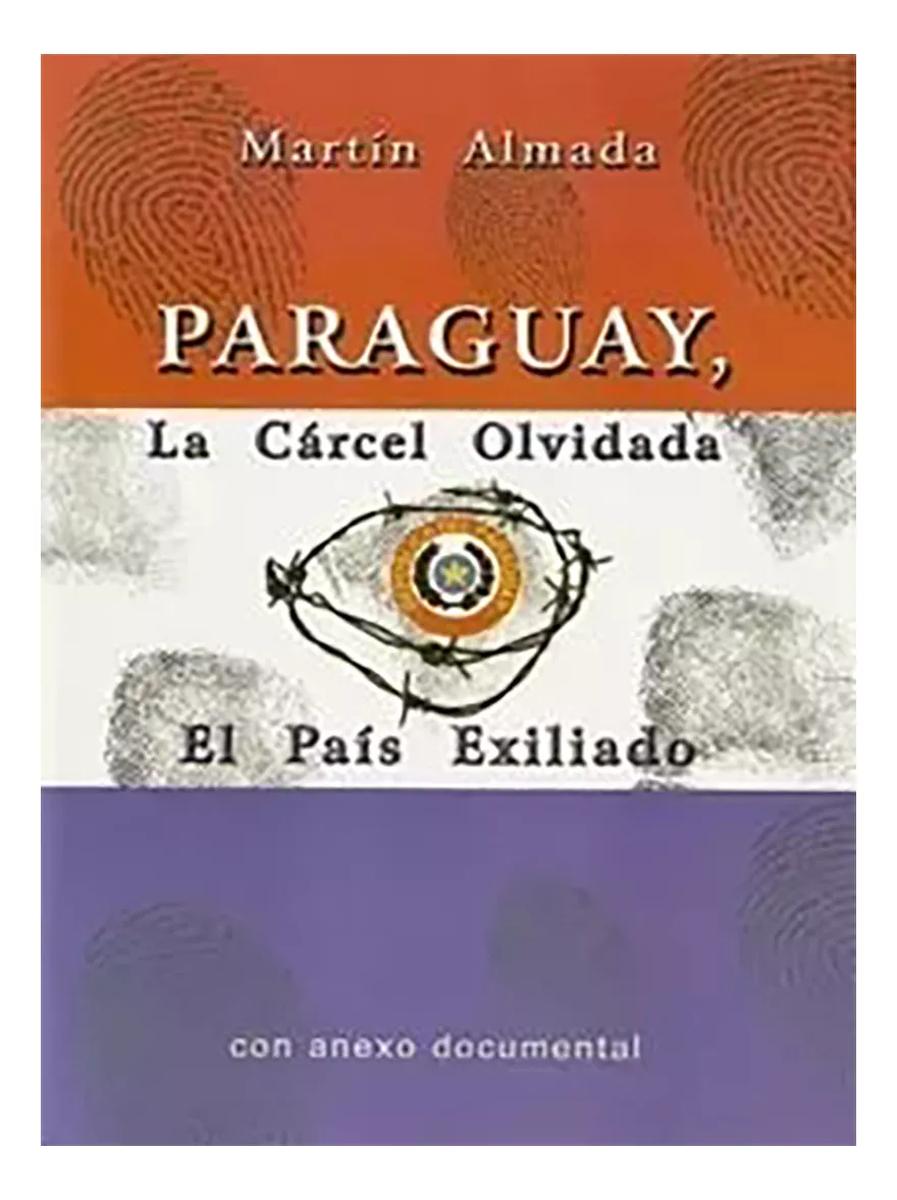 Martín Almada
PARAGUAY,
La Cárcel Olvidada
El País Exiliado
con anexo documental